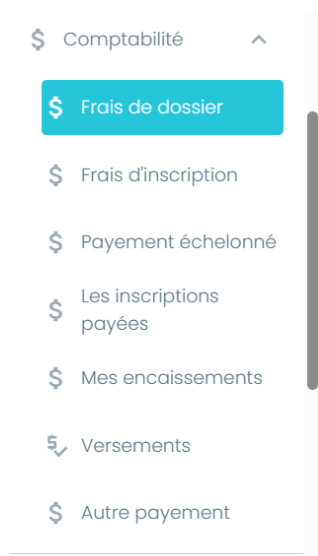 Comptabilité
Frais de dossier
Frais d'inscription
Payement échelonné
Les inscriptions
payées
Mes encaissements
Versements
Autre payement